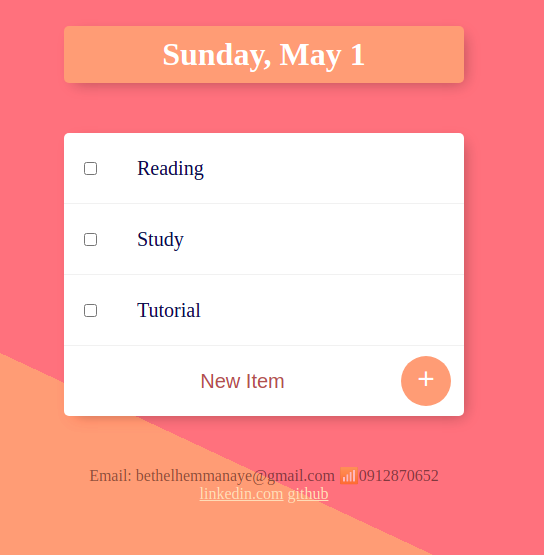 Sunday, May 1
Reading
Study
Tutorial
New Item +
Email: bethelhemmanaye@gmail.com 📶0912870652
linkedin.com github